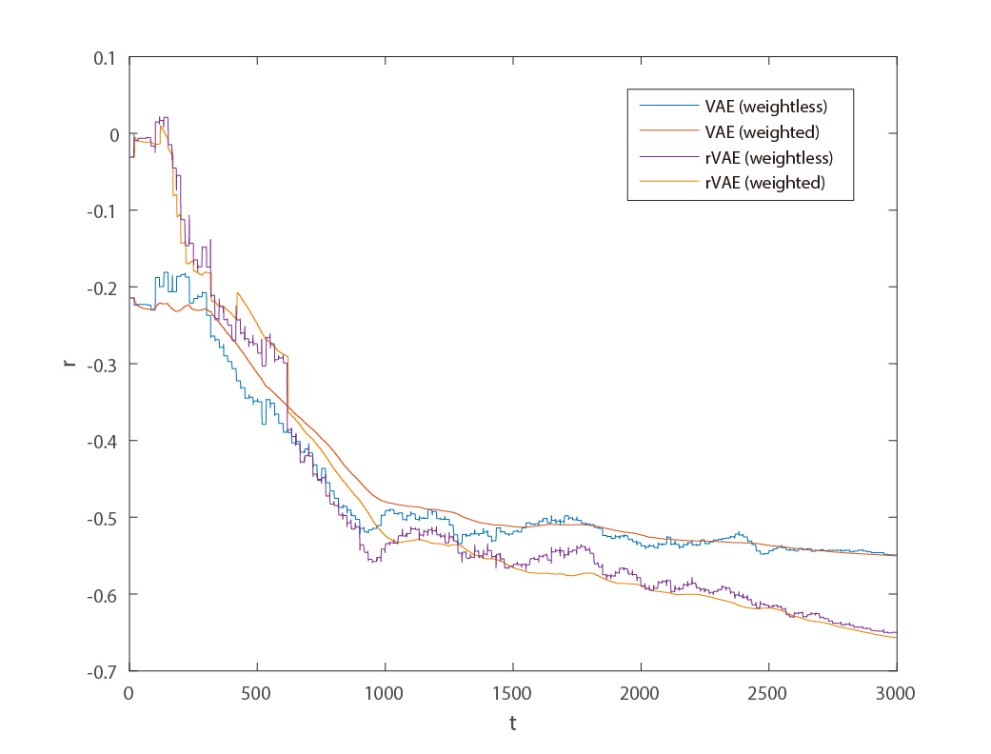 0.1
0
-0.1
-0.2
-0.3
-0.4
-0.5
-0.6
-0.7
r
VAE (weightless)
VAE (weighted)
rVAE (weightless)
rVAE (weighted)
0 500 1000 1500 2000 2500 3000
t